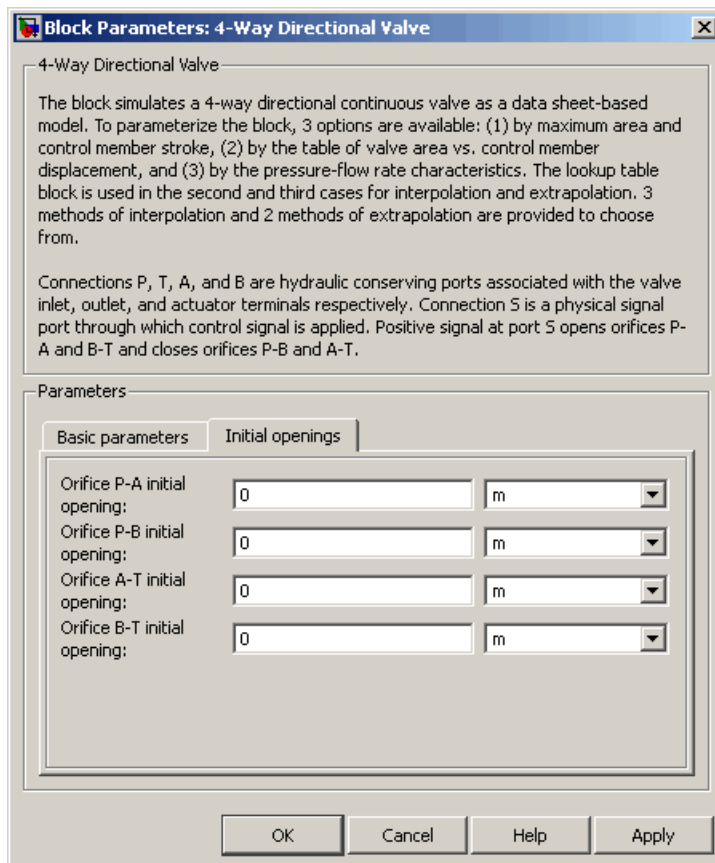 Block Parameters: 4-Way Directional Valve
4-Way Directional Valve
The block simulates a 4-way directional continuous valve as a data sheet-based
model. To parameterize the block, 3 options are available: (1) by maximum area and
control member stroke, (2) by the table of valve area vs. control member
displacement, and (3) by the pressure-flow rate characteristics. The lookup table
block is used in the second and third cases for interpolation and extrapolation. 3
methods of interpolation and 2 methods of extrapolation are provided to choose
from.
Connections P, T, A, and B are hydraulic conserving ports associated with the valve
inlet, outlet, and actuator terminals respectively. Connection S is a physical signal
port through which control signal is applied. Positive signal at port S opens orifices P-
A and B-T and closes orifices P-B and A-T.
Parameters
Basic parameters Initial openings
Orifice P-A initial
opening: 0 m
Orifice P-B initial
opening: 0 m
Orifice A-T initial
opening: 0 m
Orifice B-T initial
opening: 0 m
OK Cancel Help Apply